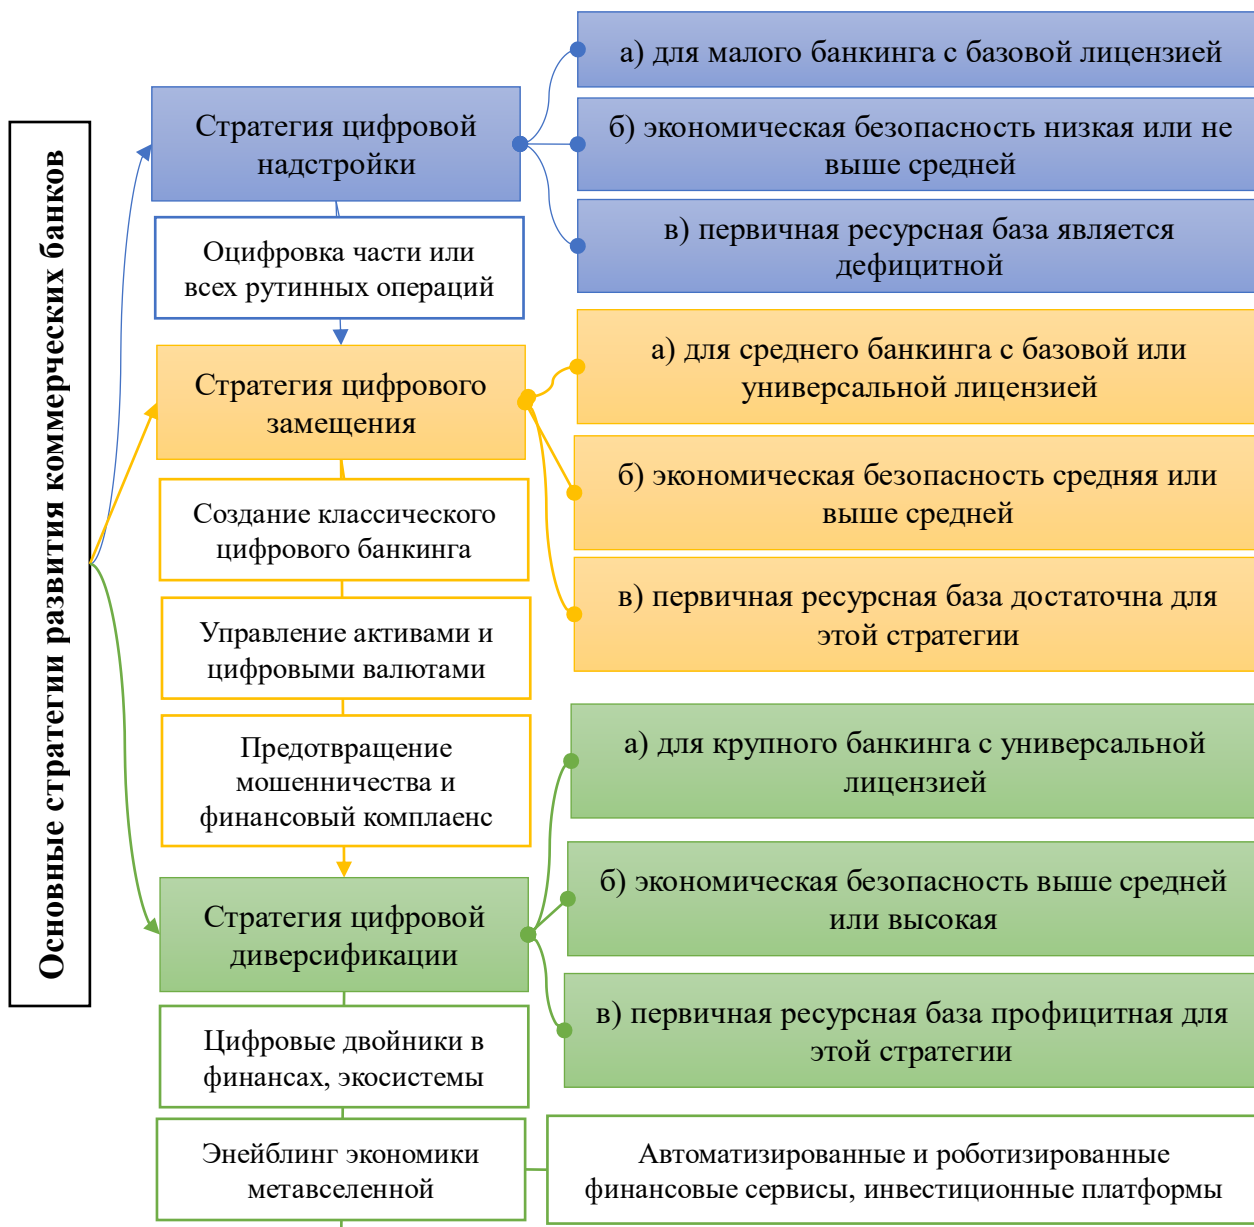 Основные стратегии развития коммерческих банков
Стратегия цифровой
надстройки
а) для малого банкинга с базовой лицензией
б) экономическая безопасность низкая или не
выше средней
в) первичная ресурсная база является
дефицитной
Оцифровка части или
всех рутинных операций
Стратегия цифрового
замещения
а) для среднего банкинга с базовой или
универсальной лицензией
б) экономическая безопасность средняя или
выше средней
в) первичная ресурсная база достаточна для
этой стратегии
Создание классического
цифрового банкинга
Управление активами и
цифровыми валютами
Предотвращение
мошенничества и
финансовый комплаенс
Стратегия цифровой
диверсификации
а) для крупного банкинга с универсальной
лицензией
б) экономическая безопасность выше средней
или высокая
в) первичная ресурсная база профицитная для
этой стратегии
Цифровые двойники в
финансах, экосистемы
Энейблинг экономики
метавселенной
Автоматизированные и роботизированные
финансовые сервисы, инвестиционные платформы